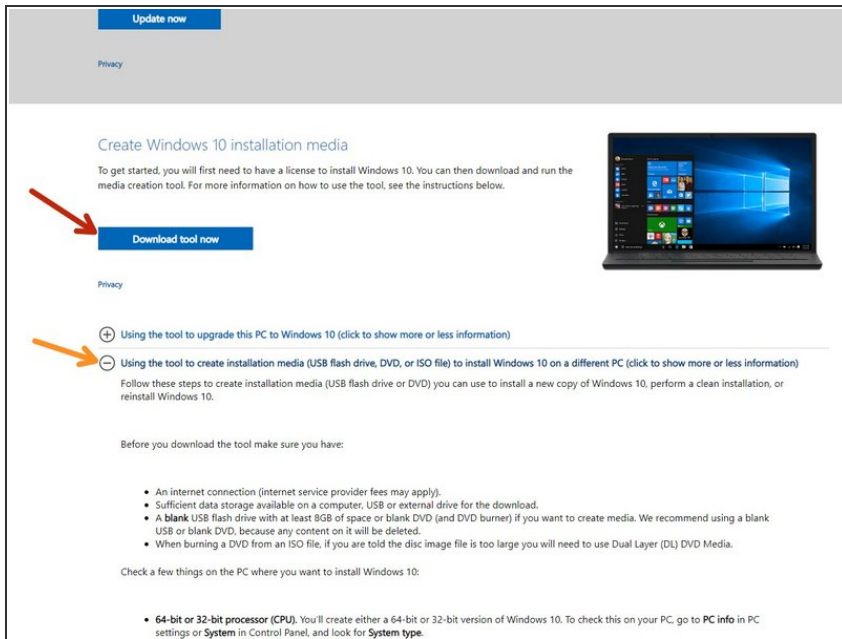 Update now
Privacy
Create Windows 10 installation media
To get started, you will first need to have a license to install Windows 10. You can then download and run the
media creation tool. For more information on how to use the tool, see the instructions below.
Download tool now
Privacy
Using the tool to upgrade this PC to Windows 10 (click to show more or less information)
Using the tool to create installation media (USB flash drive, DVD, or ISO file) to install Windows 10 on a different PC (click to show more or less information)
Follow these steps to create installation media (USB flash drive or DVD) you can use to install a new copy of Windows 10, perform a clean installation, or
reinstall Windows 10.
Before you download the tool make sure you have:
• An internet connection (internet service provider fees may apply).
• Sufficient data storage available on a computer, USB or external drive for the download.
• A blank USB flash drive with at least 8GB of space or blank DVD (and DVD burner) if you want to create media. We recommend using a blank
USB or blank DVD, because any content on it will be deleted.
• When burning a DVD from an ISO file, if you are told the disc image file is too large you will need to use Dual Layer (DL) DVD Media.
Check a few things on the PC where you want to install Windows 10:
• 64-bit or 32-bit processor (CPU). You'll create either a 64-bit or 32-bit version of Windows 10. To check this on your PC, go to PC info in PC
settings or System in Control Panel, and look for System type.